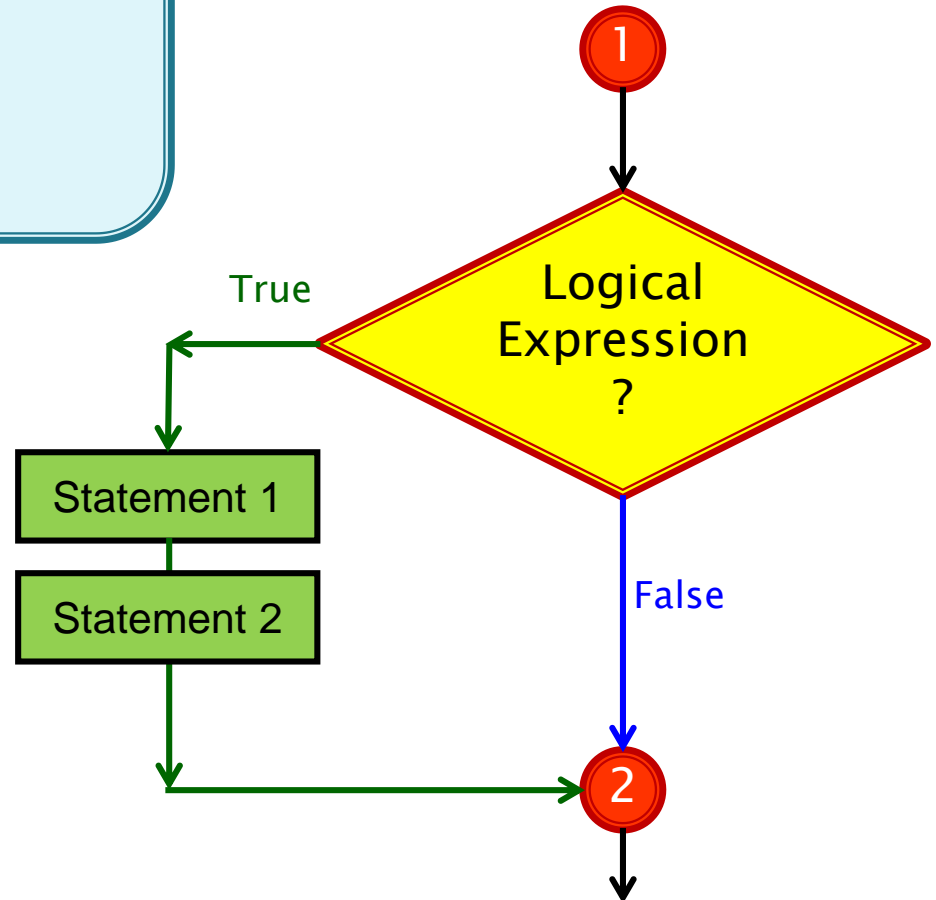 1
Logical
Expression
?
True
Statement 1
Statement 2
False
2